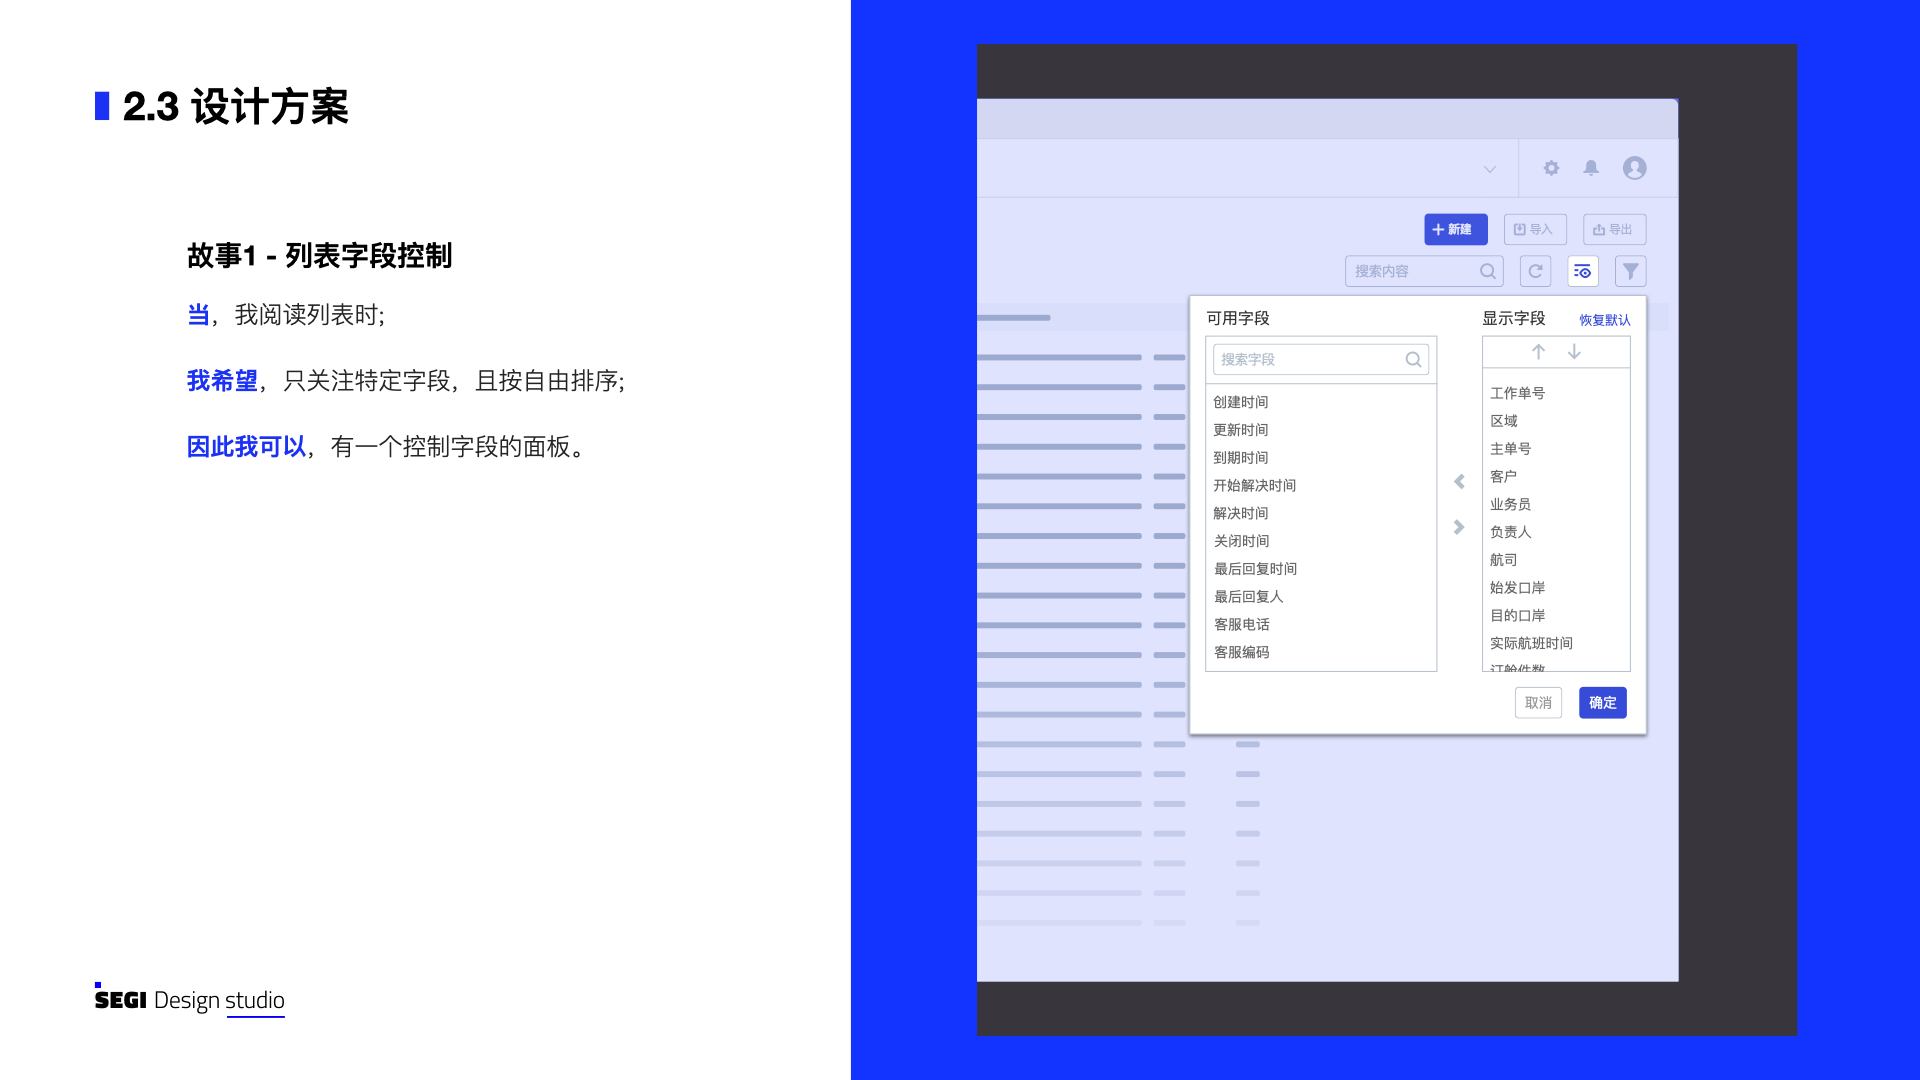 2.3 设计方案
故事1 - 列表字段控制
当，我阅读列表时;
我希望，只关注特定字段，且按自由排序;
因此我可以，有一个控制字段的面板。
SEGI Design studio
新建
导入
导出
搜索内容
可用字段
搜索字段
创建时间
更新时间
到期时间
开始解决时间
解决时间
关闭时间
最后回复时间
最后回复人
客服电话
客服编码
显示字段
恢复默认
工作单号
区域
主单号
客户
业务员
负责人
航司
始发口岸
目的口岸
实际航班时间
订舱件数
取消
确定